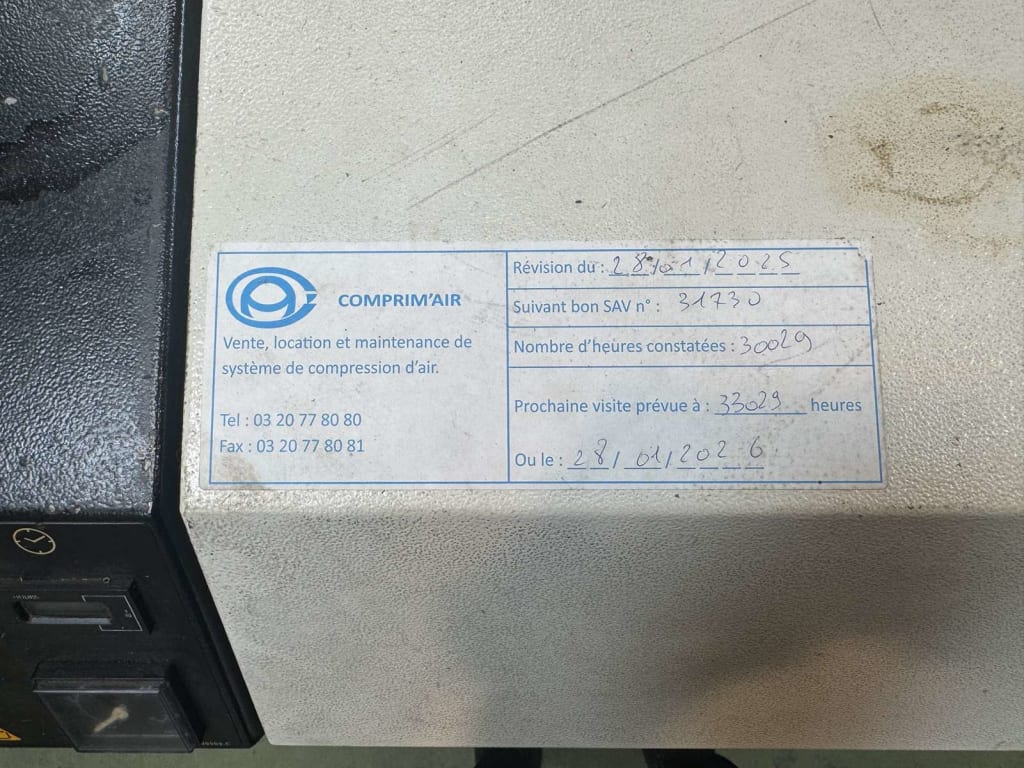 COMPRIM'AIR
Vente, location et maintenance de
système de compression d'air.
Tel : 03 20 77 80 80
Fax : 03 20 77 80 81
Révision du : 28/01/2025
Suivant bon SAV n° : 31730
Nombre d'heures constatées : 30029
Prochaine visite prévue à : 33029 heures
Ou le : 28/01/2026
HOURS